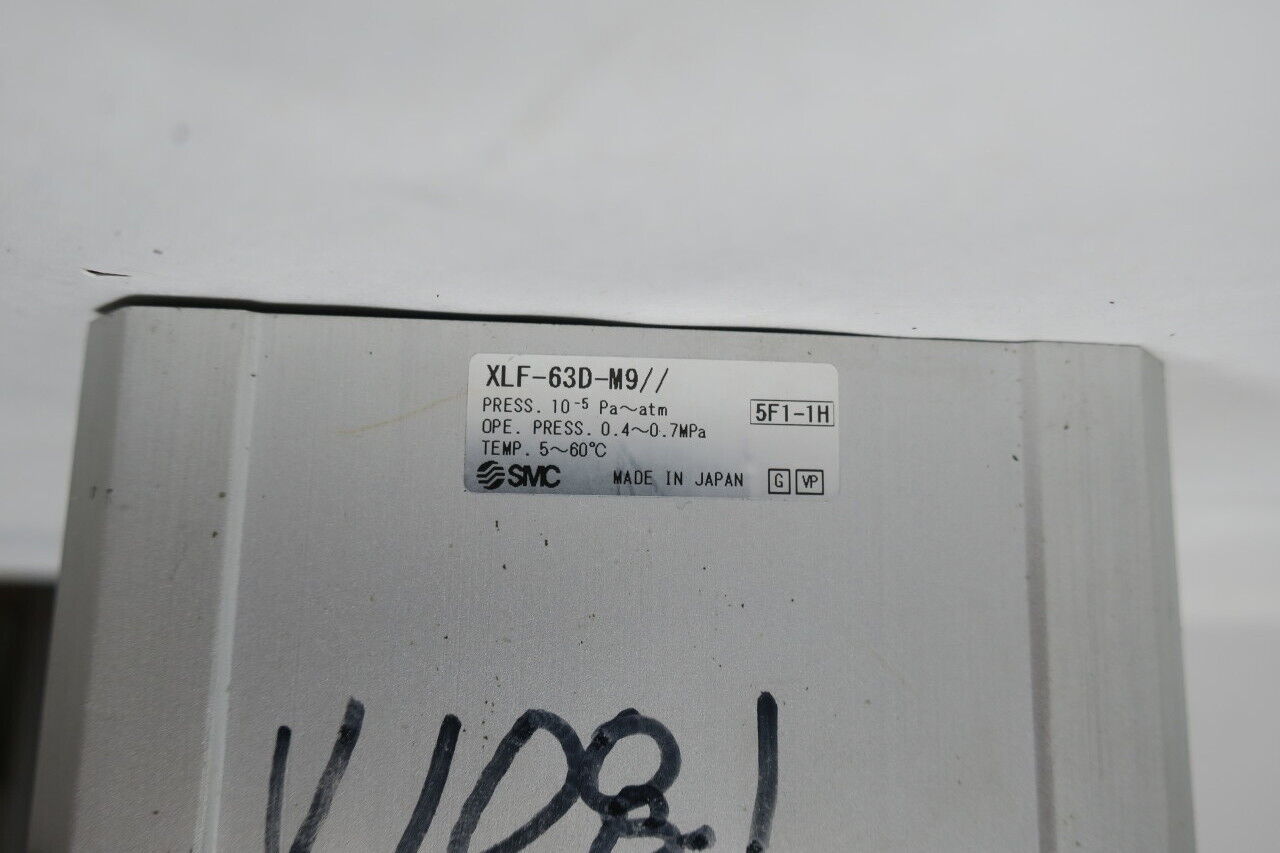 XLF-63D-M9//
PRESS. 10⁻⁵ Pa~atm
5F1-1H
OPE. PRESS. 0.4~0.7MPa
TEMP. 5~60℃
SMC MADE IN JAPAN G VP